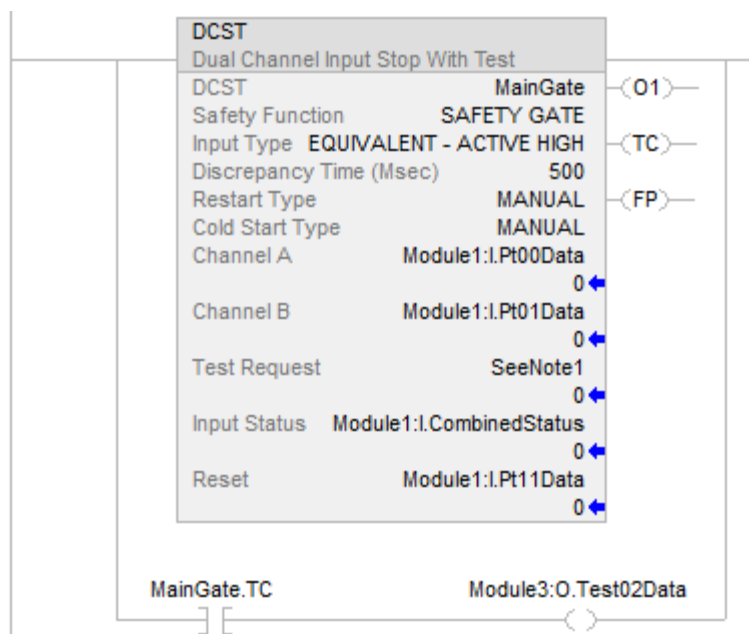 DCST
Dual Channel Input Stop With Test
DCST MainGate
Safety Function SAFETY GATE
Input Type EQUIVALENT - ACTIVE HIGH
Discrepancy Time (Msec) 500
Restart Type MANUAL
Cold Start Type MANUAL
Channel A Module1:I.Pt00Data
0
Channel B Module1:I.Pt01Data
0
Test Request SeeNote1
0
Input Status Module1:I.CombinedStatus
0
Reset Module1:I.Pt11Data
0
O1
TC
FP
MainGate.TC Module3:O.Test02Data